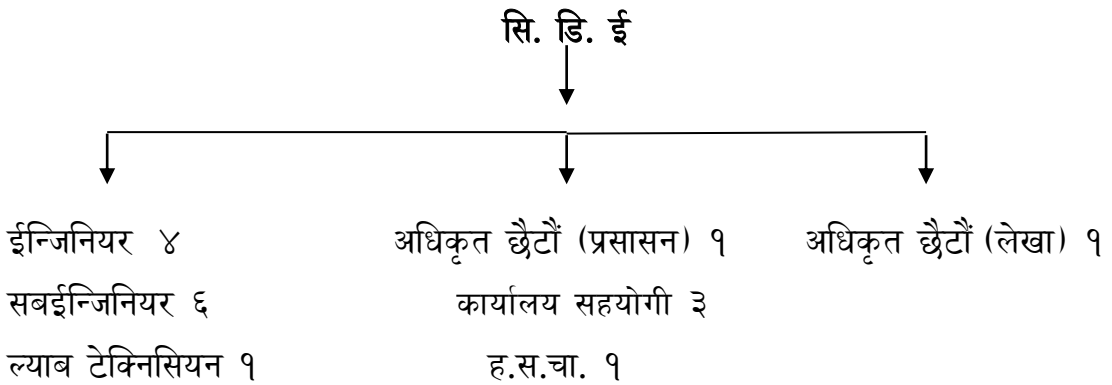 सि. डि. ई
ईन्जिनियर ४
सबईन्जिनियर ६
ल्याब टेक्निसियन १
अधिकृत छैटौं (प्रसासन) १
कार्यालय सहयोगी ३
ह.स.चा. १
अधिकृत छैटौं (लेखा) १